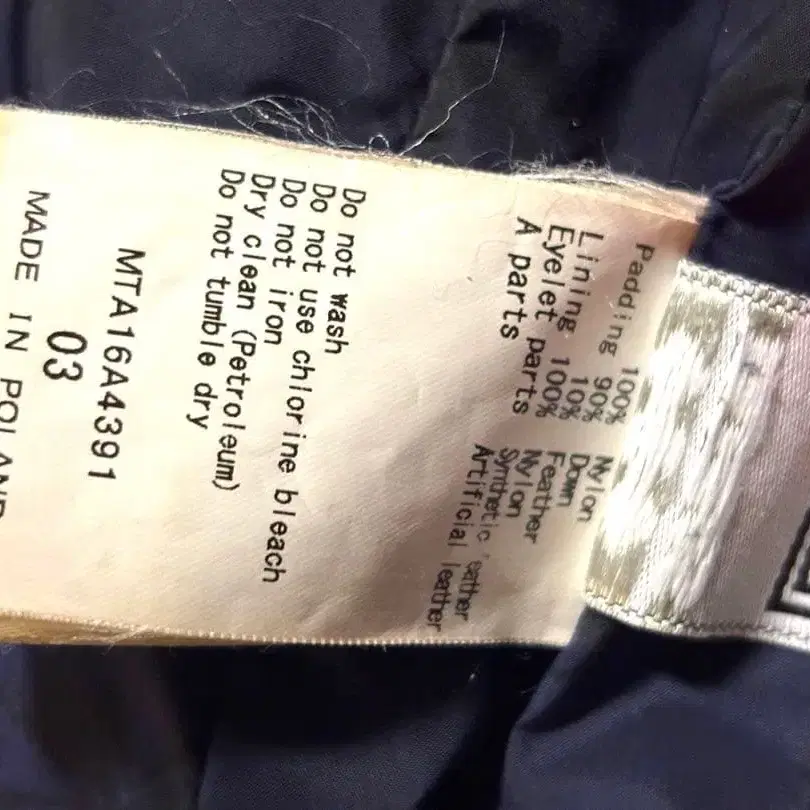 Padding 100% Nylon
90% Down
10% Feather
Lining 100% Nylon
Eyelet parts Synthetic leather
A parts Artificial leather
Do not wash
Do not use chlorine bleach
Do not iron
Dry clean (Petroleum)
Do not tumble dry
MTA16A4391
03
MADE IN POLAND